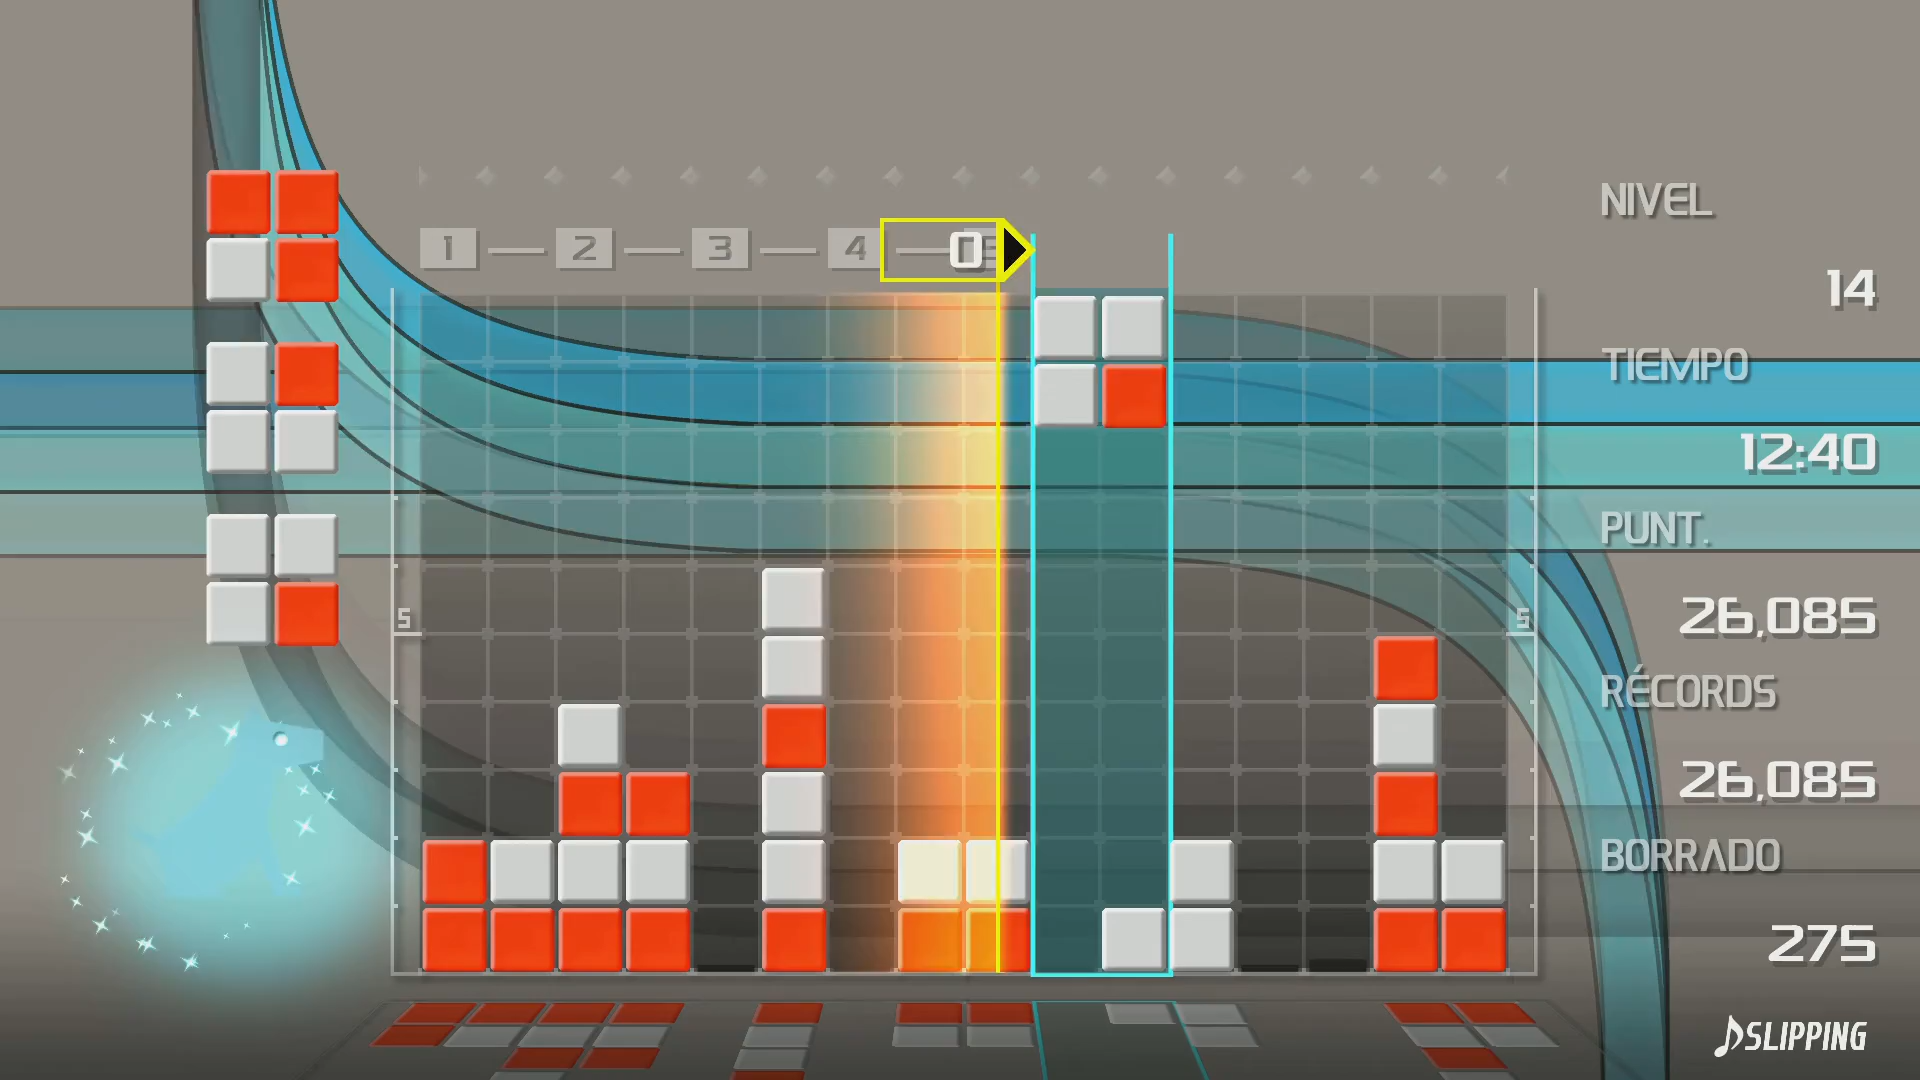 NIVEL
14
1 2 3 4
0
TIEMPO
12:40
PUNT.
26,085
5 5
RÉCORDS
26,085
BORRADO
275
SLIPPING